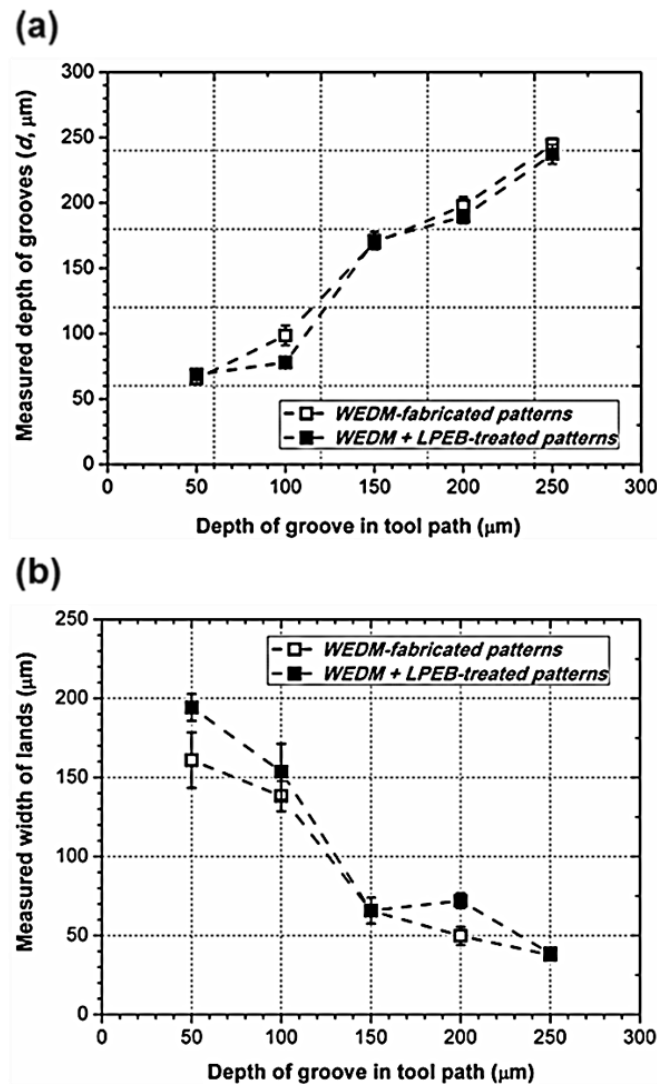 (a)
300
250
200
150
100
50
0
Measured depth of grooves (d, μm)
WEDM-fabricated patterns
WEDM + LPEB-treated patterns
0 50 100 150 200 250 300
Depth of groove in tool path (μm)
(b)
250
200
150
100
50
0
Measured width of lands (μm)
WEDM-fabricated patterns
WEDM + LPEB-treated patterns
0 50 100 150 200 250 300
Depth of groove in tool path (μm)